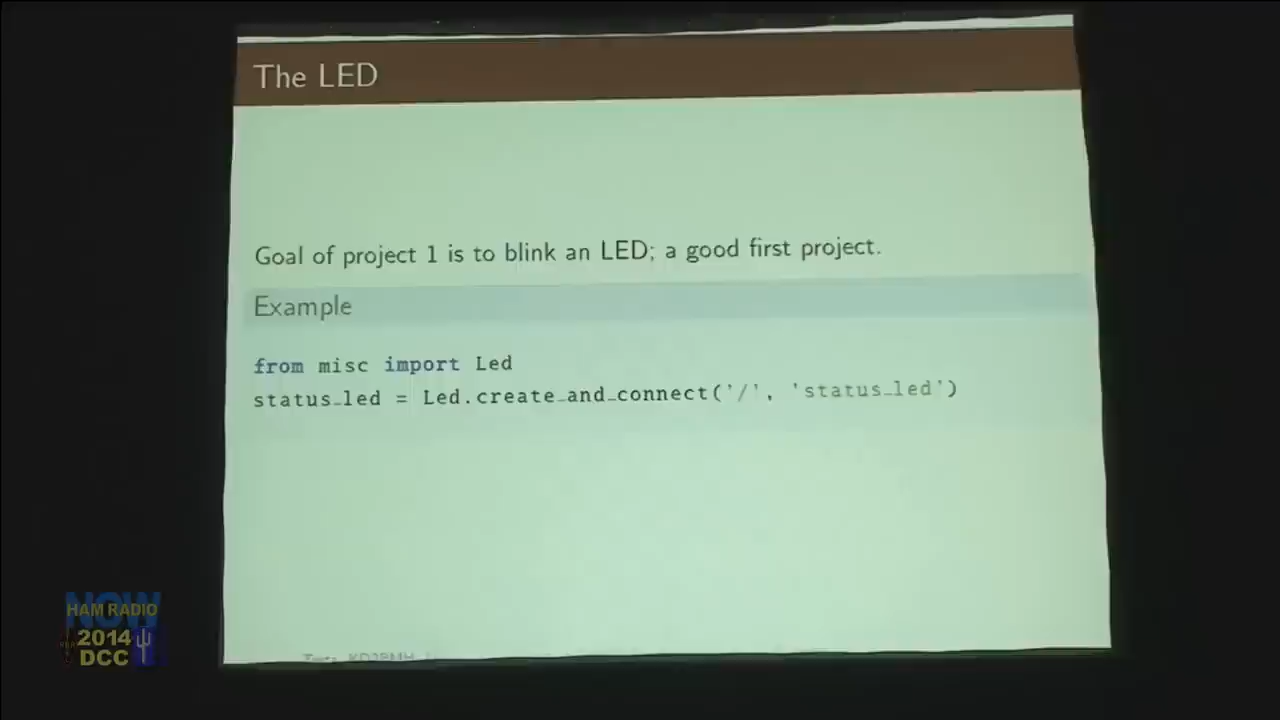 The LED
Goal of project 1 is to blink an LED; a good first project.
Example
from misc import Led
status_led = Led.create_and_connect('/', 'status_led')
NOW
HAM RADIO
2014
DCC